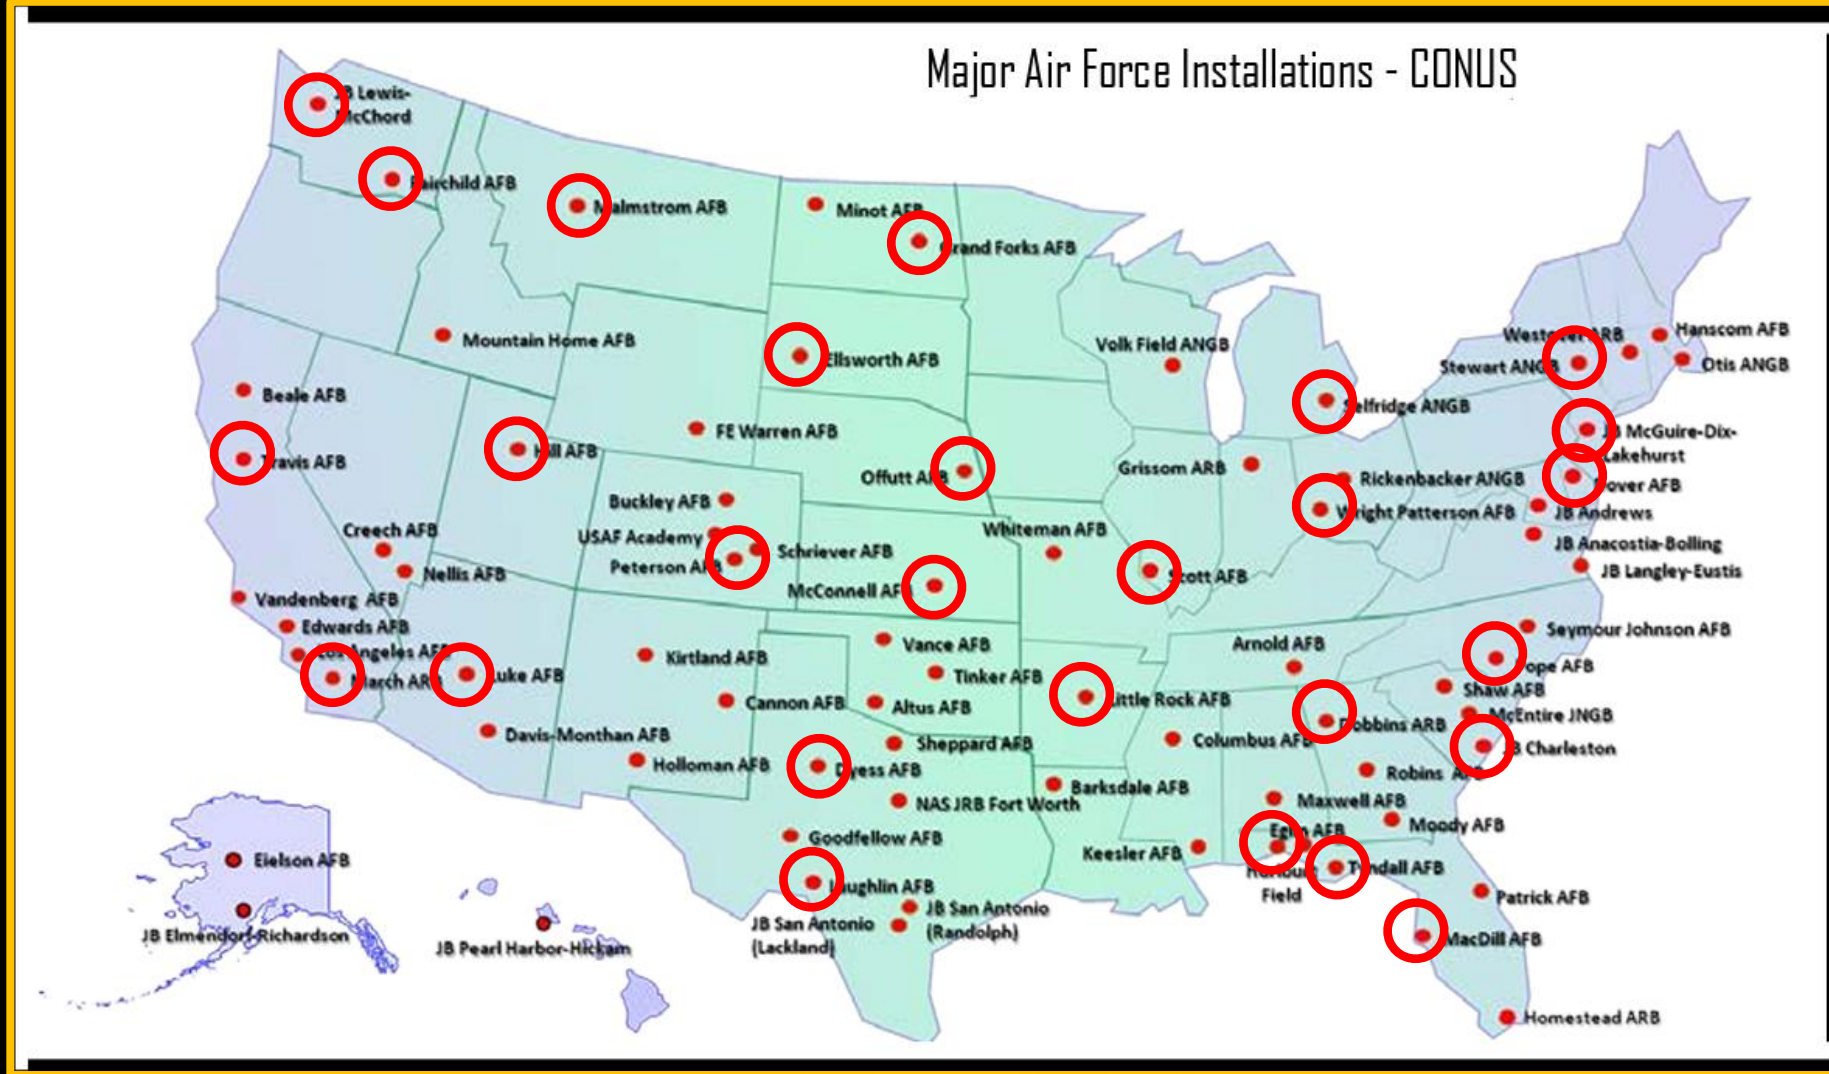 Major Air Force Installations - CONUS
JB Lewis-
McChord
Fairchild AFB
Malmstrom AFB
Minot AFB
Grand Forks AFB
Mountain Home AFB
Ellsworth AFB
Volk Field ANGB
Westover ARB
Hanscom AFB
Stewart ANGB
Otis ANGB
Beale AFB
Selfridge ANGB
FE Warren AFB
JB McGuire-Dix-
Lakehurst
Travis AFB
Hill AFB
Offutt AFB
Grissom ARB
Rickenbacker ANGB
Dover AFB
Buckley AFB
Wright Patterson AFB
JB Andrews
Creech AFB
USAF Academy
Schriever AFB
Whiteman AFB
JB Anacostia-Bolling
Nellis AFB
Peterson AFB
McConnell AFB
Scott AFB
JB Langley-Eustis
Vandenberg AFB
Edwards AFB
Los Angeles AFB
March ARB
Luke AFB
Kirtland AFB
Vance AFB
Tinker AFB
Arnold AFB
Seymour Johnson AFB
Pope AFB
Cannon AFB
Altus AFB
Little Rock AFB
Shaw AFB
McEntire JNGB
Dobbins ARB
Davis-Monthan AFB
Sheppard AFB
Columbus AFB
JB Charleston
Holloman AFB
Dyess AFB
Barksdale AFB
Robins AFB
NAS JRB Fort Worth
Maxwell AFB
Moody AFB
Goodfellow AFB
Keesler AFB
Eglin AFB
Hurlburt
Field
Tyndall AFB
Eielson AFB
Laughlin AFB
Patrick AFB
JB San Antonio
(Lackland)
JB San Antonio
(Randolph)
JB Elmendorf-Richardson
JB Pearl Harbor-Hickam
MacDill AFB
Homestead ARB